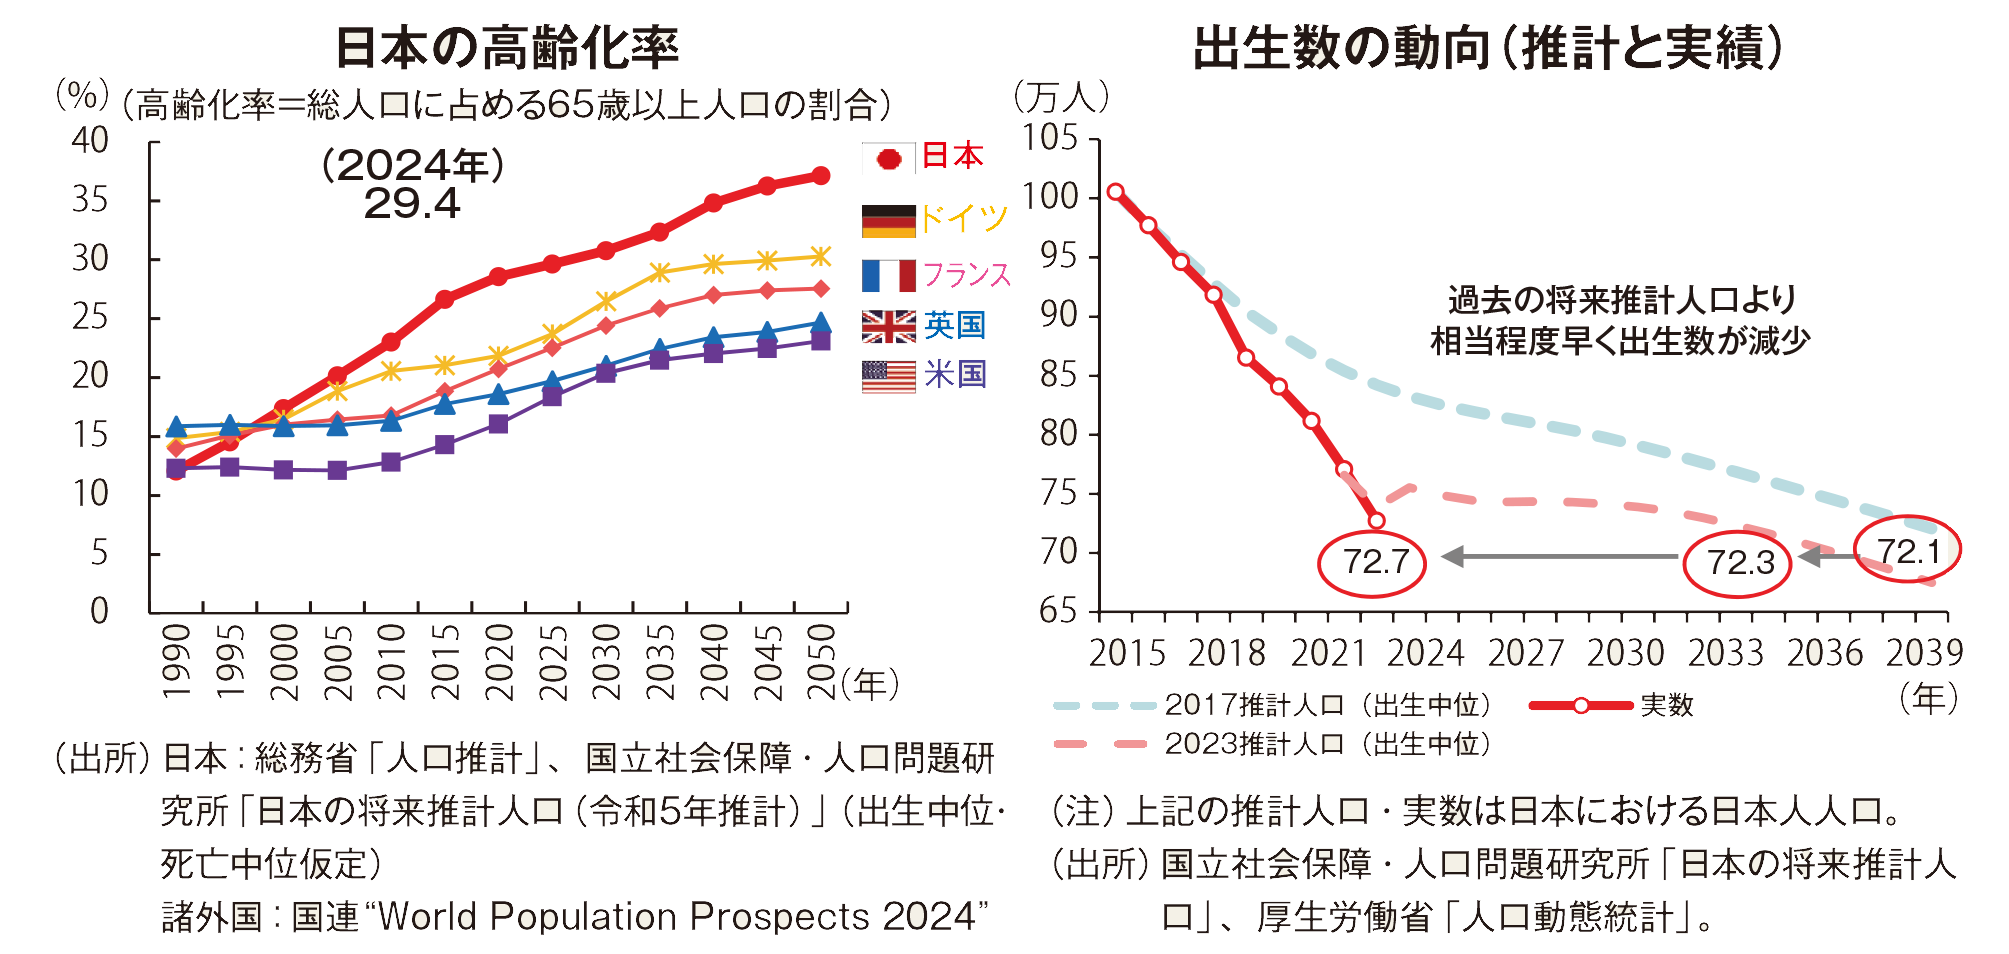 日本の高齢化率
(%)
（高齢化率＝総人口に占める65歳以上人口の割合）
40
35
30
25
20
15
10
5
0
（2024年）
29.4
日本
ドイツ
フランス
英国
米国
1990
1995
2000
2005
2010
2015
2020
2025
2030
2035
2040
2045
2050
（年）
（出所）日本：総務省「人口推計」、国立社会保障・人口問題研
究所「日本の将来推計人口（令和5年推計）」（出生中位・
死亡中位仮定）
諸外国：国連“World Population Prospects 2024”
出生数の動向（推計と実績）
（万人）
105
100
95
90
85
80
75
70
65
過去の将来推計人口より
相当程度早く出生数が減少
72.7
72.3
72.1
2015
2018
2021
2024
2027
2030
2033
2036
2039
（年）
2017推計人口（出生中位）
実数
2023推計人口（出生中位）
（注）上記の推計人口・実数は日本における日本人人口。
（出所）国立社会保障・人口問題研究所「日本の将来推計人
口」、厚生労働省「人口動態統計」。